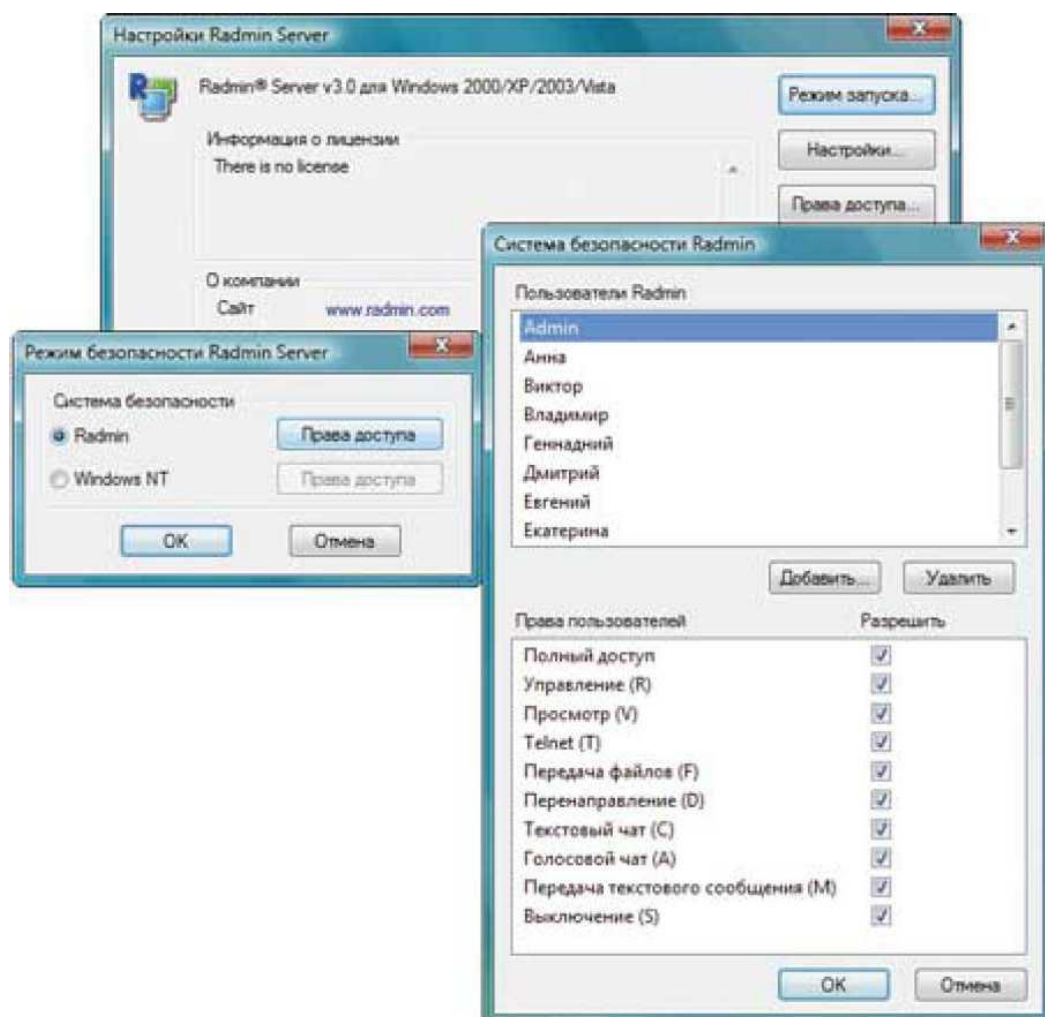 Настройки Radmin Server
Radmin® Server v3.0 для Windows 2000/XP/2003/Vista
Режим запуска...
Информация о лицензии
There is no license
Настройки...
Права доступа...
О компании
Сайт www.radmin.com
Режим безопасности Radmin Server
Система безопасности
Radmin
Права доступа
Windows NT
Права доступа
OK
Отмена
Система безопасности Radmin
Пользователи Radmin
Admin
Анна
Виктор
Владимир
Геннадний
Дмитрий
Евгений
Екатерина
Добавить...
Удалить
Права пользователей Разрешить
Полный доступ
Управление (R)
Просмотр (V)
Telnet (T)
Передача файлов (F)
Перенаправление (D)
Текстовый чат (C)
Голосовой чат (A)
Передача текстового сообщения (M)
Выключение (S)
OK
Отмена